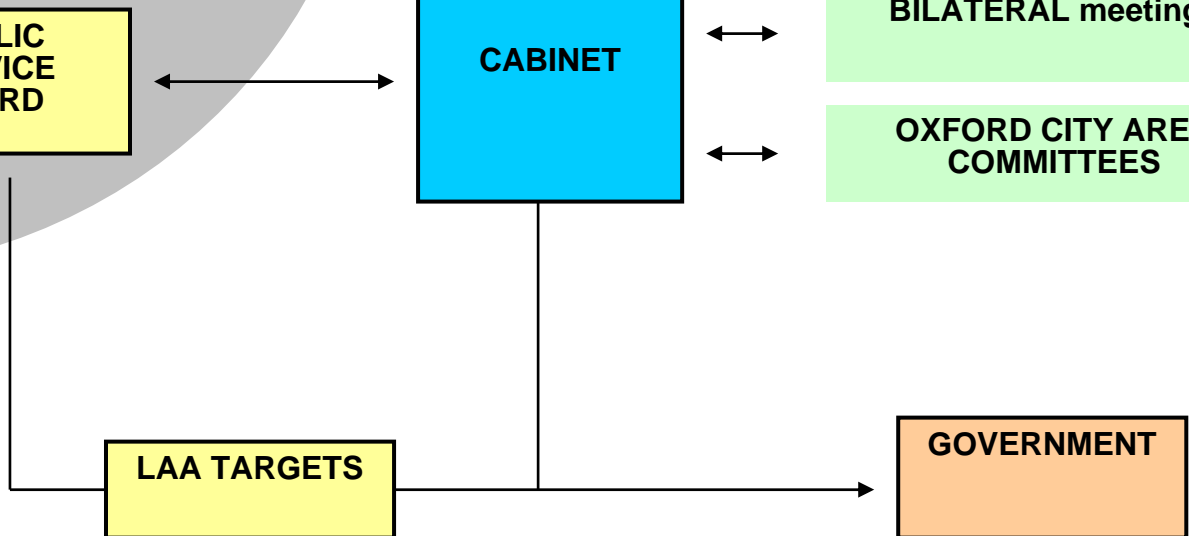 BILATERAL meeting
LIC
VICE
RD
CABINET
OXFORD CITY ARE
COMMITTEES
LAA TARGETS
GOVERNMENT